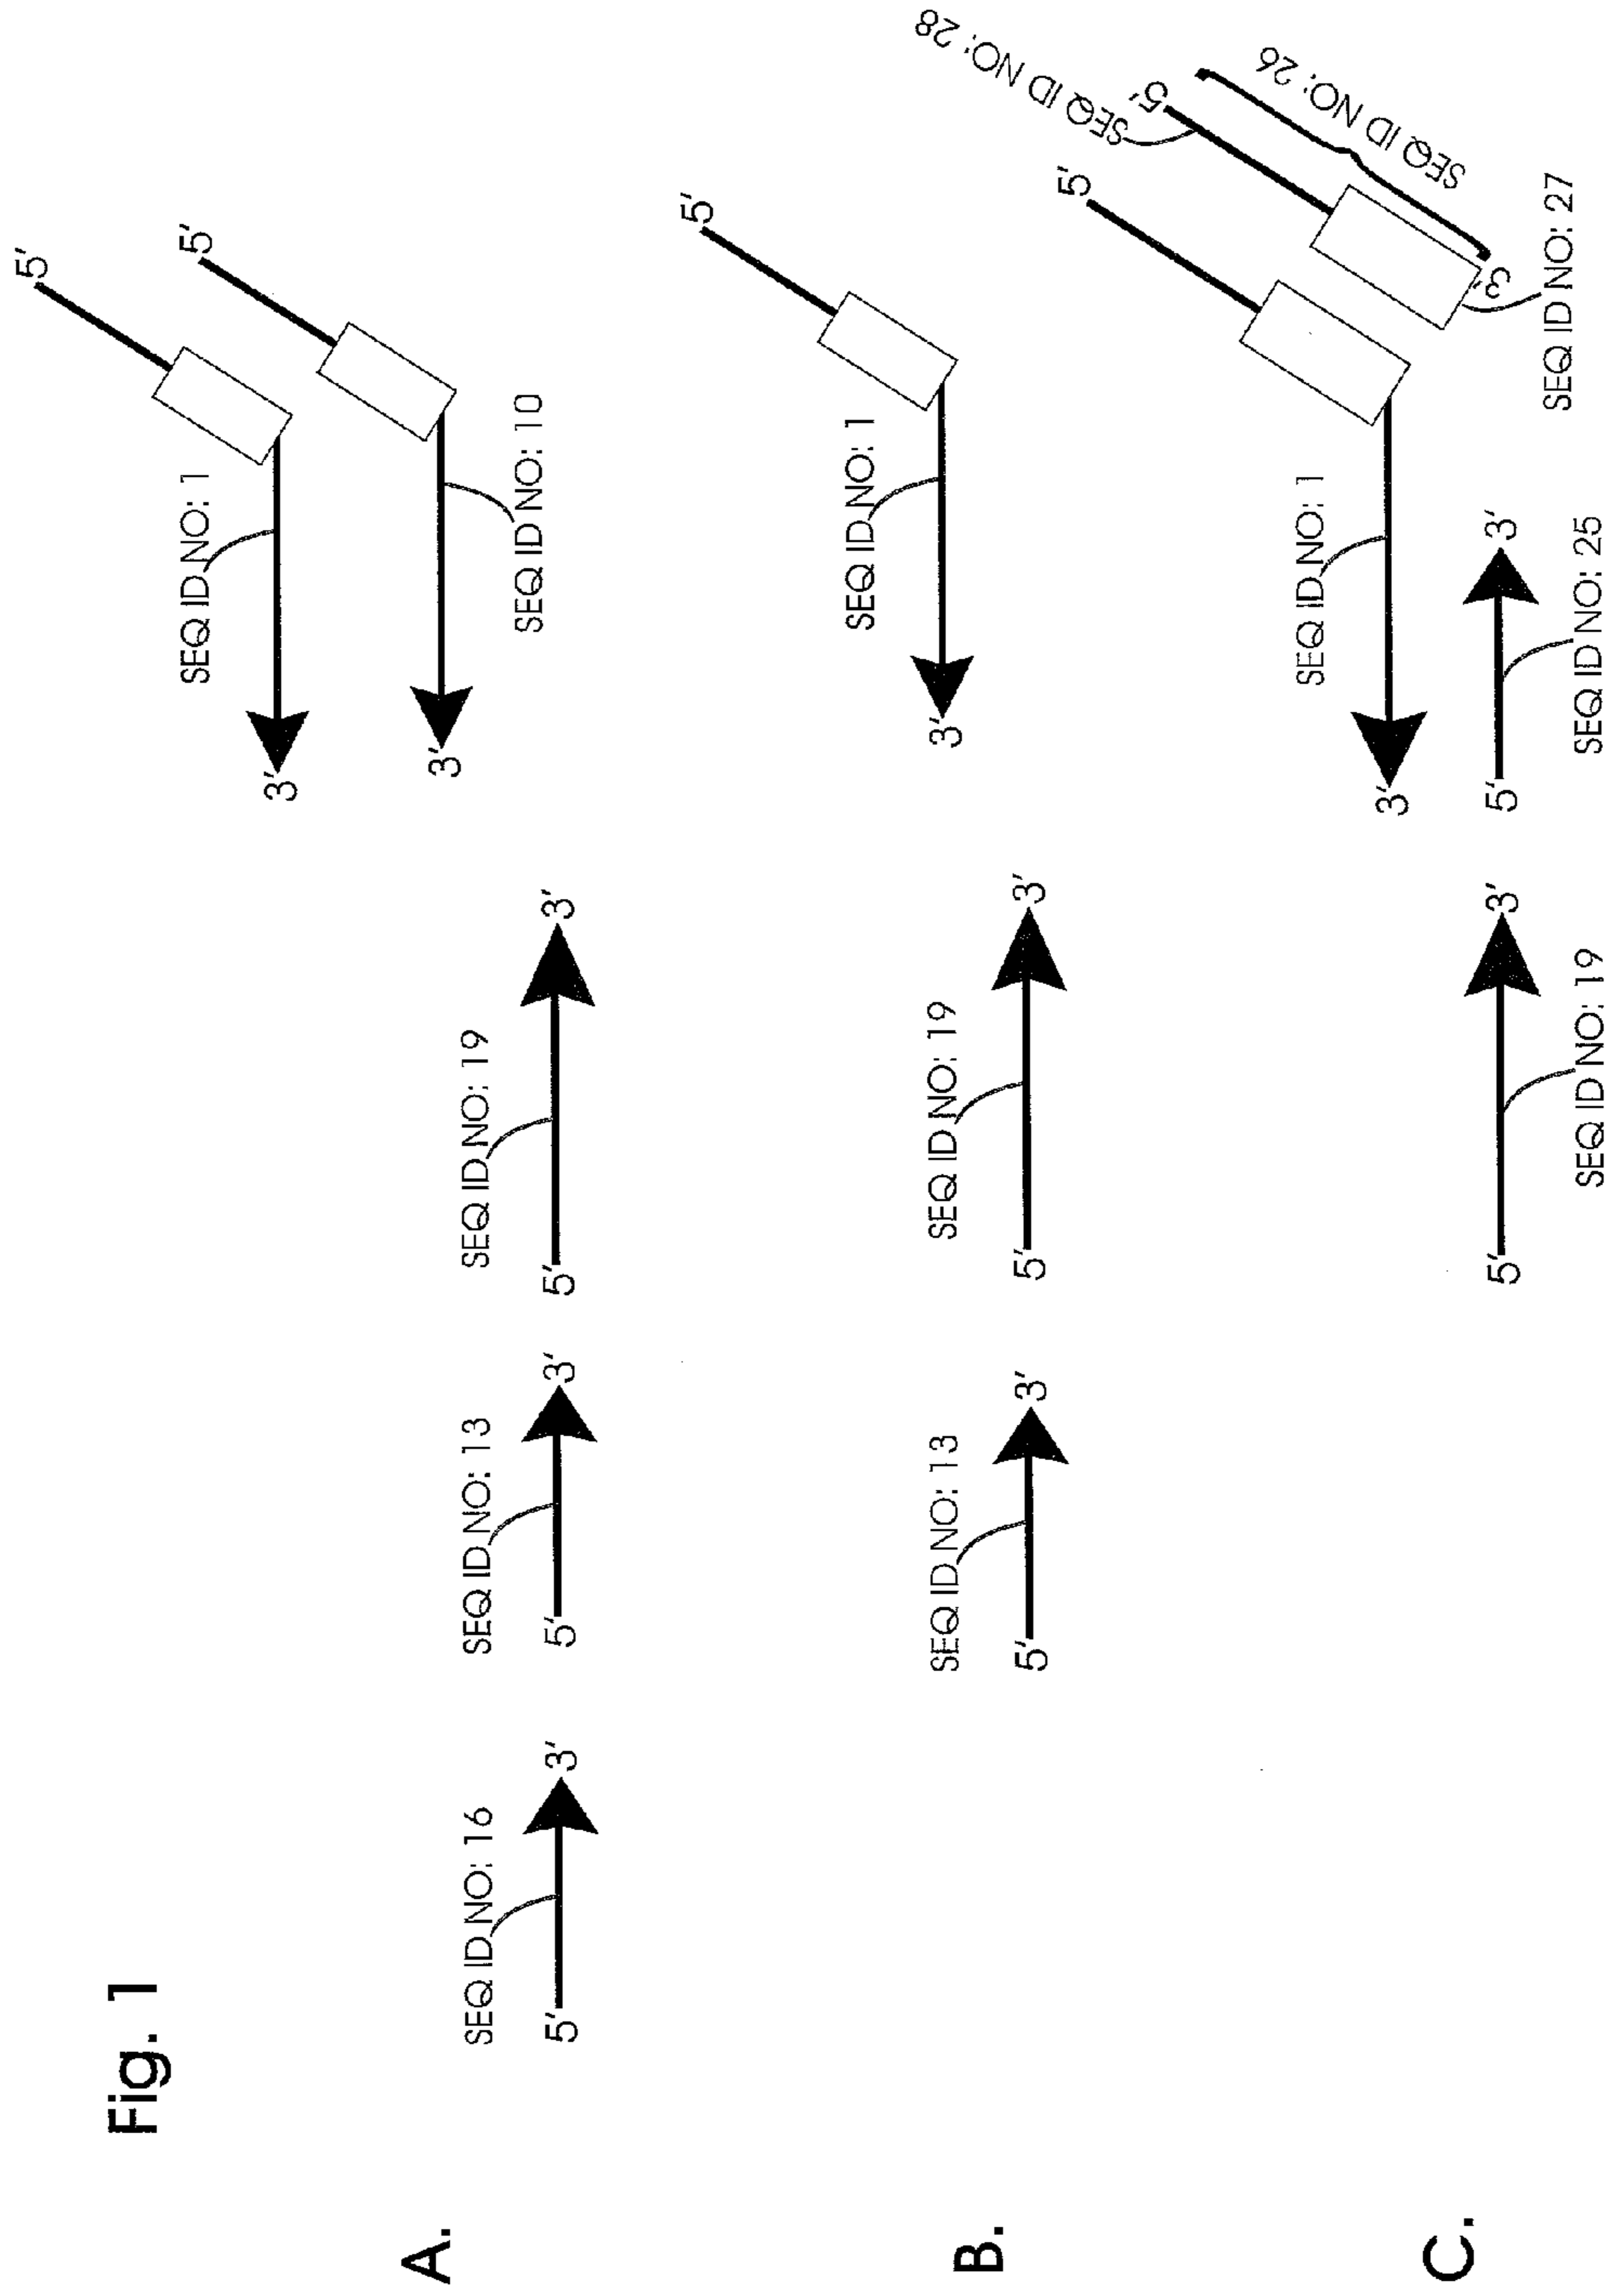 Fig. 1
A.
5'
SEQ ID NO: 16
3'
5'
SEQ ID NO: 13
3'
5'
SEQ ID NO: 19
3'
3'
SEQ ID NO: 1
5'
3'
SEQ ID NO: 10
5'
B.
5'
SEQ ID NO: 13
3'
5'
SEQ ID NO: 19
3'
3'
SEQ ID NO: 1
5'
C.
5'
SEQ ID NO: 19
3'
3'
SEQ ID NO: 1
5'
5'
SEQ ID NO: 25
3'
SEQ ID NO: 28
5'
SEQ ID NO: 26
3'
SEQ ID NO: 27